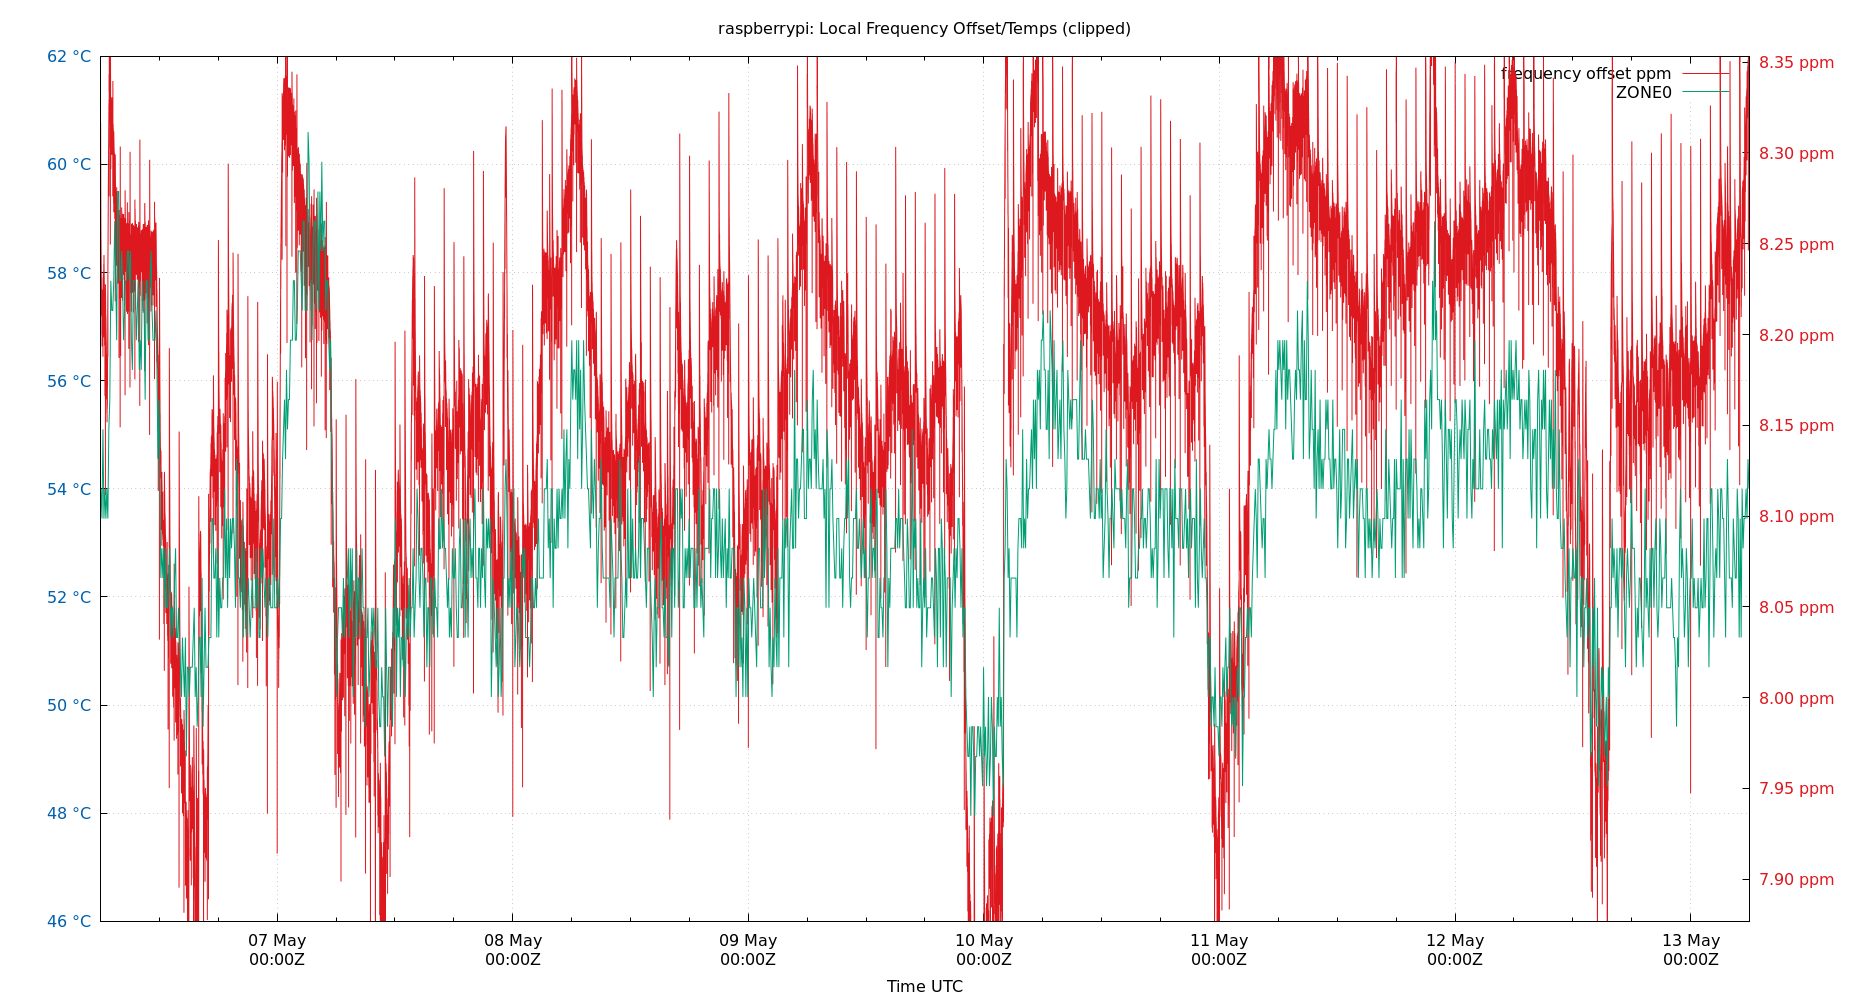 raspberrypi: Local Frequency Offset/Temps (clipped)
62 °C
60 °C
58 °C
56 °C
54 °C
52 °C
50 °C
48 °C
46 °C
8.35 ppm
8.30 ppm
8.25 ppm
8.20 ppm
8.15 ppm
8.10 ppm
8.05 ppm
8.00 ppm
7.95 ppm
7.90 ppm
frequency offset ppm
ZONE0
07 May
00:00Z
08 May
00:00Z
09 May
00:00Z
10 May
00:00Z
11 May
00:00Z
12 May
00:00Z
13 May
00:00Z
Time UTC